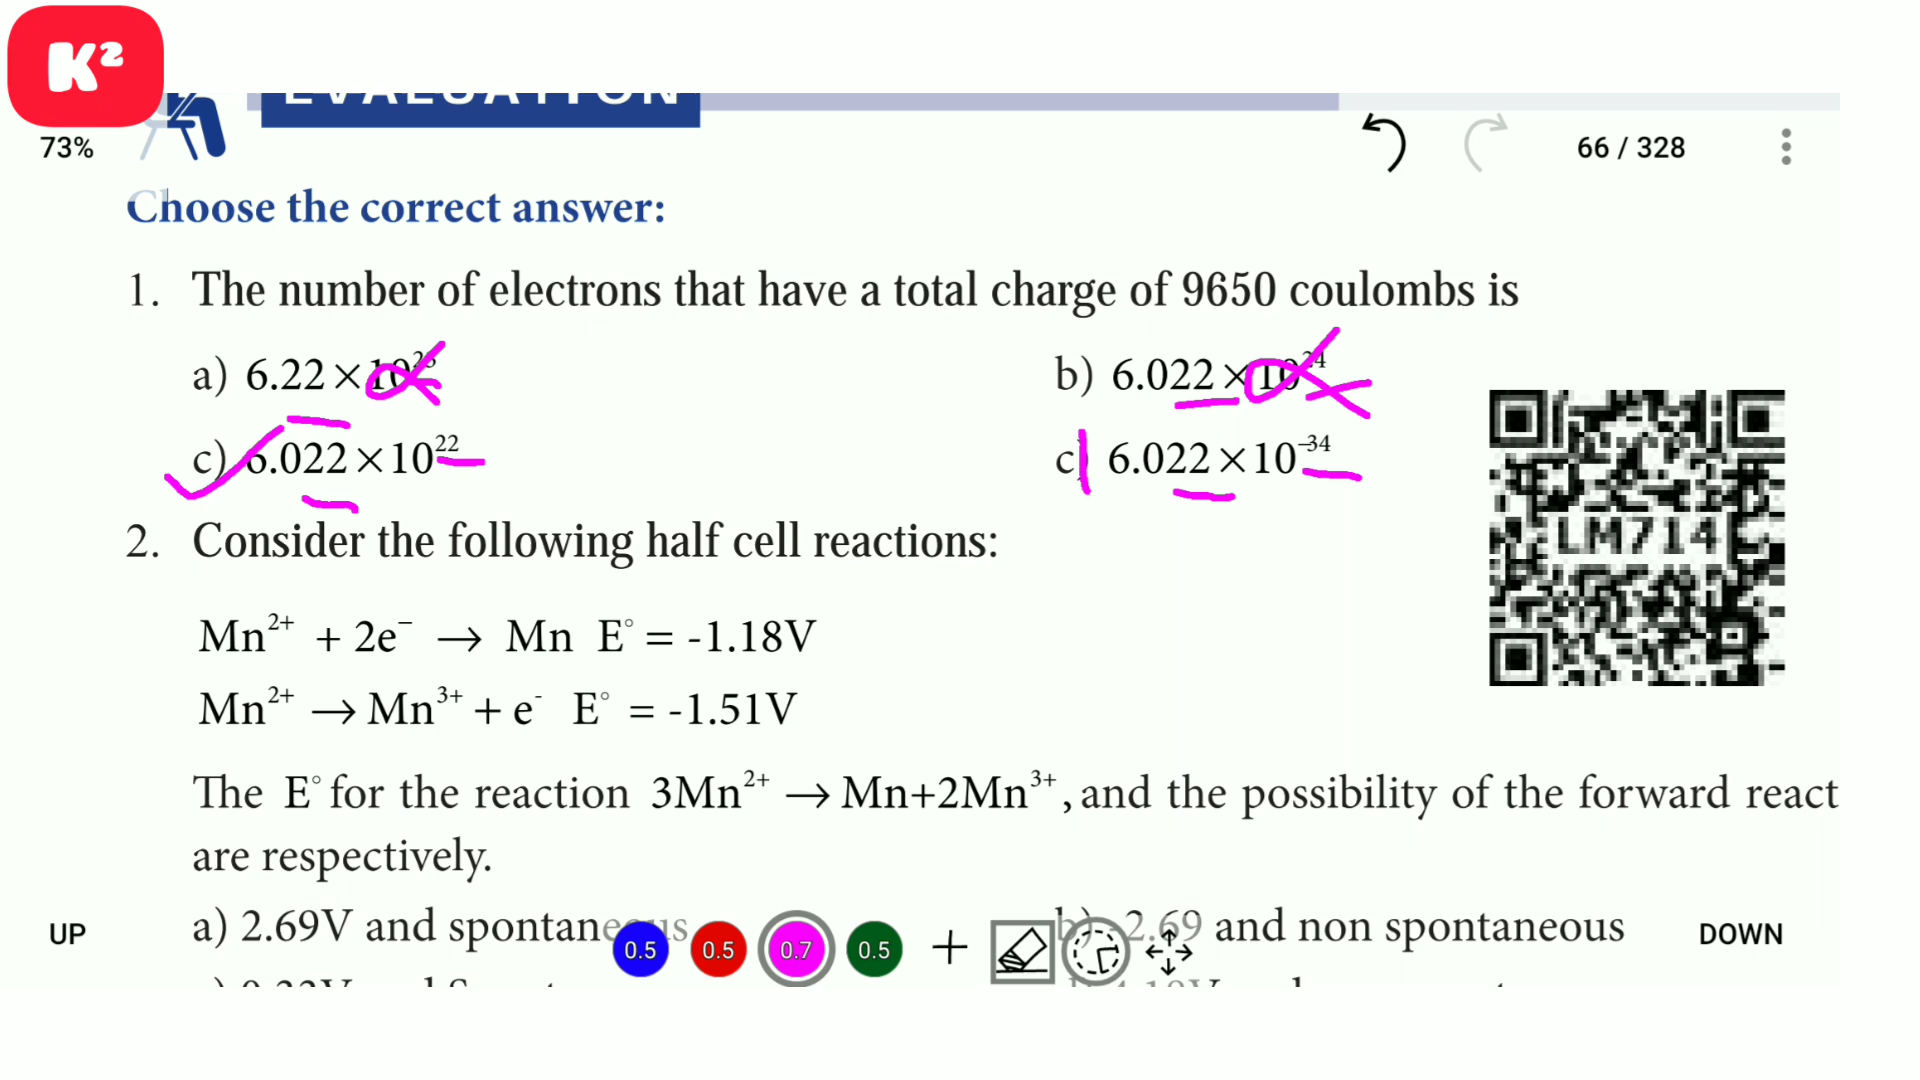 K²
EVALUATION
73%
66 / 328
Choose the correct answer:
1. The number of electrons that have a total charge of 9650 coulombs is
a) 6.22 × 10²³ b) 6.022 × 10²⁴
c) 6.022 × 10²² c) 6.022 × 10⁻³⁴
LM714
2. Consider the following half cell reactions:
Mn²⁺ + 2e⁻ → Mn E° = -1.18V
Mn²⁺ → Mn³⁺ + e⁻ E° = -1.51V
The E° for the reaction 3Mn²⁺ → Mn+2Mn³⁺, and the possibility of the forward react
are respectively.
UP
a) 2.69V and spontaneous b) -2.69 and non spontaneous
DOWN
0.5 0.5 0.7 0.5 +